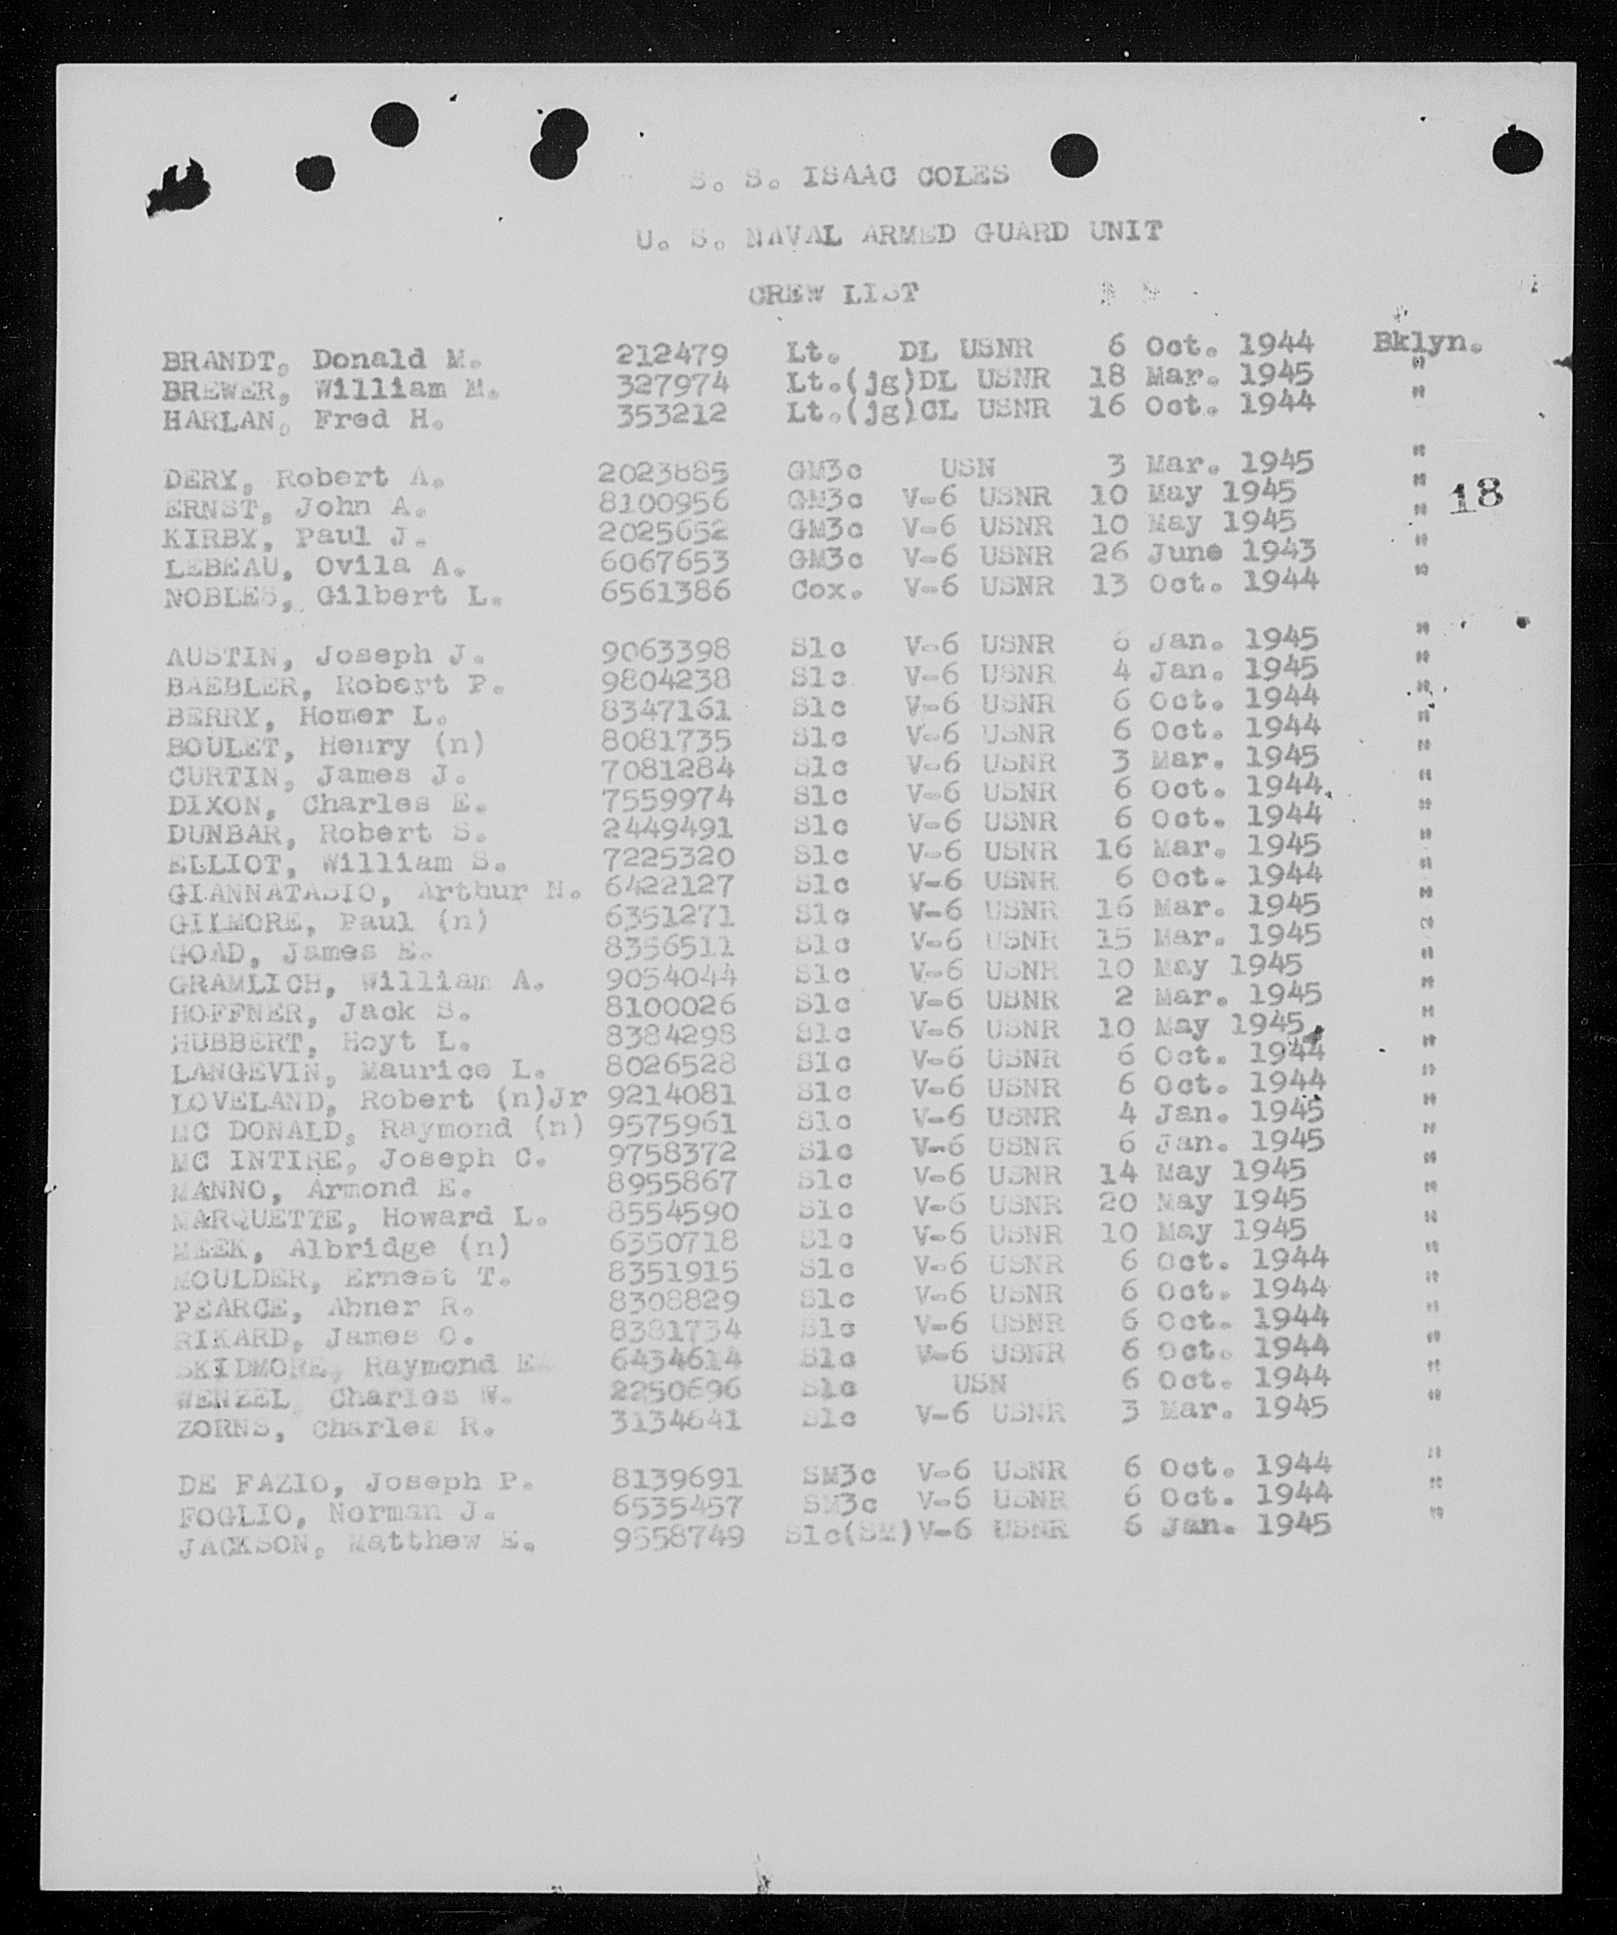 S. S. ISAAC COLES
U. S. NAVAL ARMED GUARD UNIT
CREW LIST
BRANDT, Donald M. 212479 Lt. DL USNR 6 Oct. 1944 Bklyn.
BREWER, William M. 327974 Lt.(jg)DL USNR 18 Mar. 1945 "
HARLAN, Fred H. 353212 Lt.(jg)CL USNR 16 Oct. 1944 "
DERY, Robert A. 2023885 GM3c USN 3 Mar. 1945 "
ERNST, John A. 8100956 GM3c V-6 USNR 10 May 1945 "
18
KIRBY, Paul J. 2025652 GM3c V-6 USNR 10 May 1945 "
LEBEAU, Ovila A. 6067653 GM3c V-6 USNR 26 June 1943 "
NOBLES, Gilbert L. 6561386 Cox. V-6 USNR 13 Oct. 1944 "
AUSTIN, Joseph J. 9063398 S1c V-6 USNR 6 Jan. 1945 "
BAEBLER, Robert P. 9804238 S1c V-6 USNR 4 Jan. 1945 "
BERRY, Homer L. 8347161 S1c V-6 USNR 6 Oct. 1944 "
BOULET, Henry (n) 8081735 S1c V-6 USNR 6 Oct. 1944 "
CURTIN, James J. 7081284 S1c V-6 USNR 3 Mar. 1945 "
DIXON, Charles E. 7559974 S1c V-6 USNR 6 Oct. 1944 "
DUNBAR, Robert S. 2449491 S1c V-6 USNR 6 Oct. 1944 "
ELLIOT, William S. 7225320 S1c V-6 USNR 16 Mar. 1945 "
GIANNATASIO, Arthur N. 6422127 S1c V-6 USNR 6 Oct. 1944 "
GILMORE, Paul (n) 6351271 S1c V-6 USNR 16 Mar. 1945 "
GOAD, James E. 8356511 S1c V-6 USNR 15 Mar. 1945 "
GRAMLICH, William A. 9054044 S1c V-6 USNR 10 May 1945 "
HOFFNER, Jack S. 8100026 S1c V-6 USNR 2 Mar. 1945 "
HUBBERT, Hoyt L. 8384298 S1c V-6 USNR 10 May 1945 "
LANGEVIN, Maurice L. 8026528 S1c V-6 USNR 6 Oct. 1944 "
LOVELAND, Robert (n)Jr 9214081 S1c V-6 USNR 6 Oct. 1944 "
MC DONALD, Raymond (n) 9575961 S1c V-6 USNR 4 Jan. 1945 "
MC INTIRE, Joseph C. 9758372 S1c V-6 USNR 6 Jan. 1945 "
MANNO, Armond E. 8955867 S1c V-6 USNR 14 May 1945 "
MARQUETTE, Howard L. 8554590 S1c V-6 USNR 20 May 1945 "
MEEK, Albridge (n) 6350718 S1c V-6 USNR 10 May 1945 "
MOULDER, Ernest T. 8351915 S1c V-6 USNR 6 Oct. 1944 "
PEARCE, Abner R. 8308829 S1c V-6 USNR 6 Oct. 1944 "
RIKARD, James O. 8381734 S1c V-6 USNR 6 Oct. 1944 "
SKIDMORE, Raymond E. 6434614 S1c V-6 USNR 6 Oct. 1944 "
WENZEL, Charles W. 2250696 S1c USN 6 Oct. 1944 "
ZORNS, Charles R. 3134641 S1c V-6 USNR 3 Mar. 1945 "
DE FAZIO, Joseph P. 8139691 SM3c V-6 USNR 6 Oct. 1944 "
FOGLIO, Norman J. 6535457 SM3c V-6 USNR 6 Oct. 1944 "
JACKSON, Matthew E. 9558749 S1c(SM)V-6 USNR 6 Jan. 1945 "